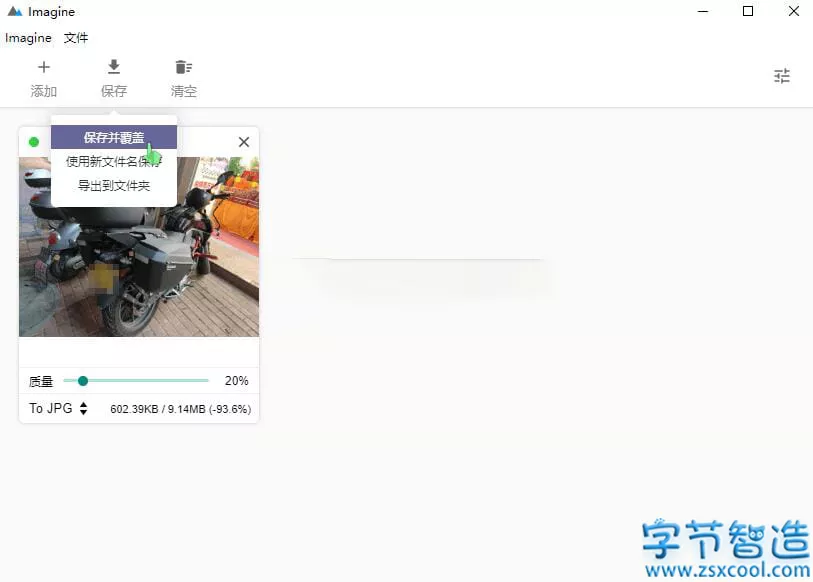 Imagine
Imagine 文件
添加 保存 清空
保存并覆盖
使用新文件名保存
导出到文件夹
质量 20%
To JPG 602.39KB / 9.14MB (-93.6%)
字节智造
www.zsxcool.com